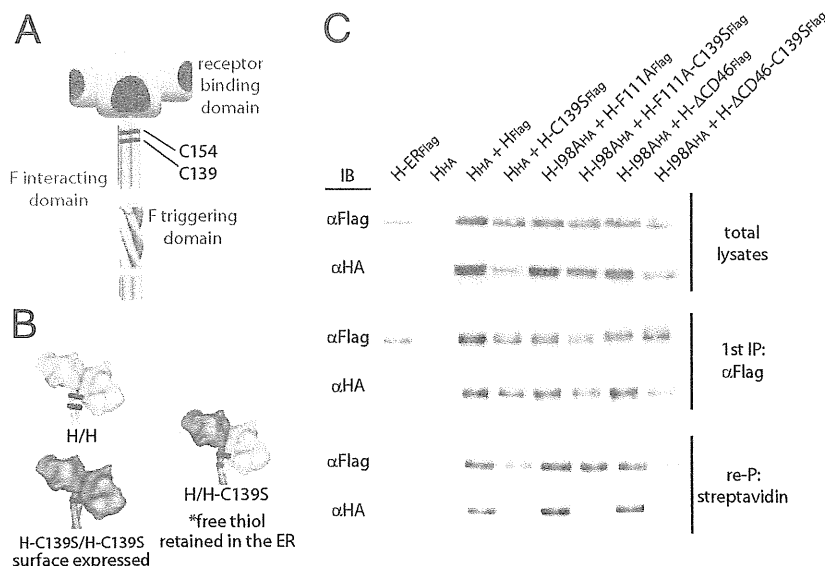 A
receptor
binding
domain
C154
C139
F interacting
domain
F triggering
domain
B
H/H
H-C139S/H-C139S
surface expressed
H/H-C139S
*free thiol
retained in the ER
C
IB
H-ERFlag
HHA
HHA + HFlag
HHA + H-C139SFlag
H-I98AHA + H-F111AFlag
H-I98AHA + H-F111A-C139SFlag
H-I98AHA + H-ΔCD46Flag
H-I98AHA + H-ΔCD46-C139SFlag
αFlag
αHA
total
lysates
αFlag
αHA
1st IP:
αFlag
αFlag
αHA
re-P:
streptavidin